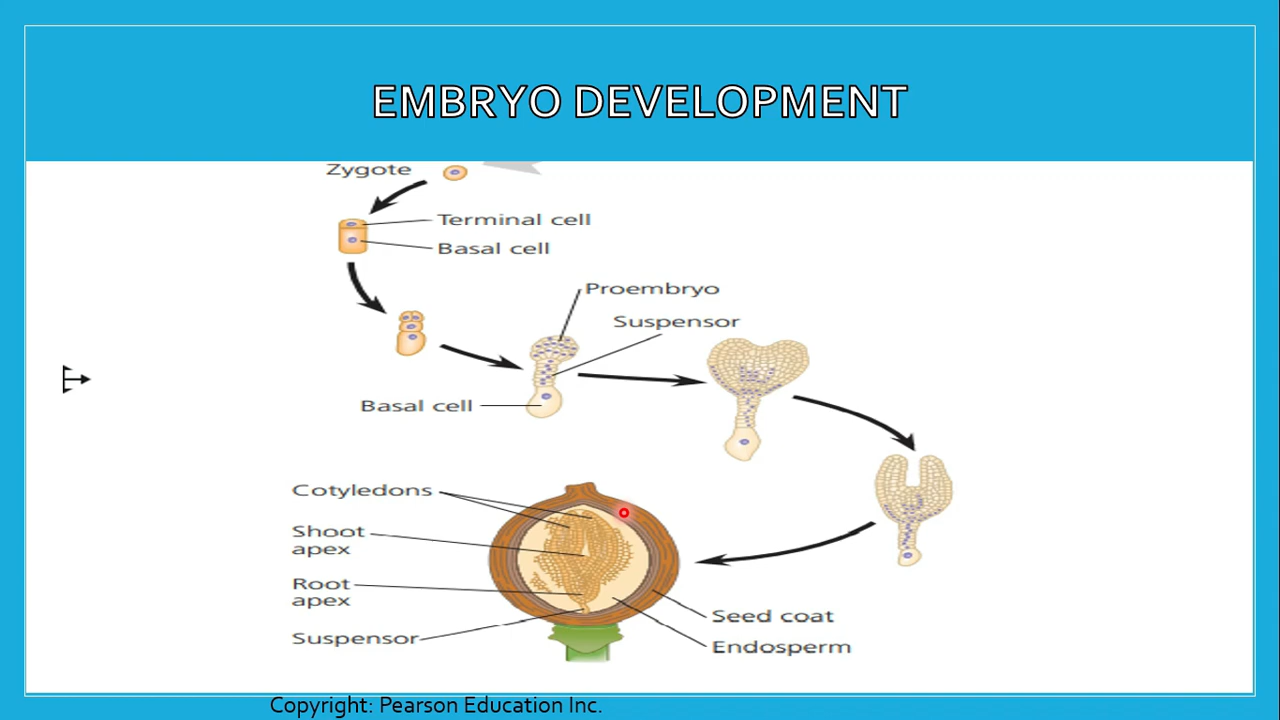 EMBRYO DEVELOPMENT
Zygote
Terminal cell
Basal cell
Proembryo
Suspensor
Basal cell
Cotyledons
Shoot
apex
Root
apex
Suspensor
Seed coat
Endosperm
Copyright: Pearson Education Inc.